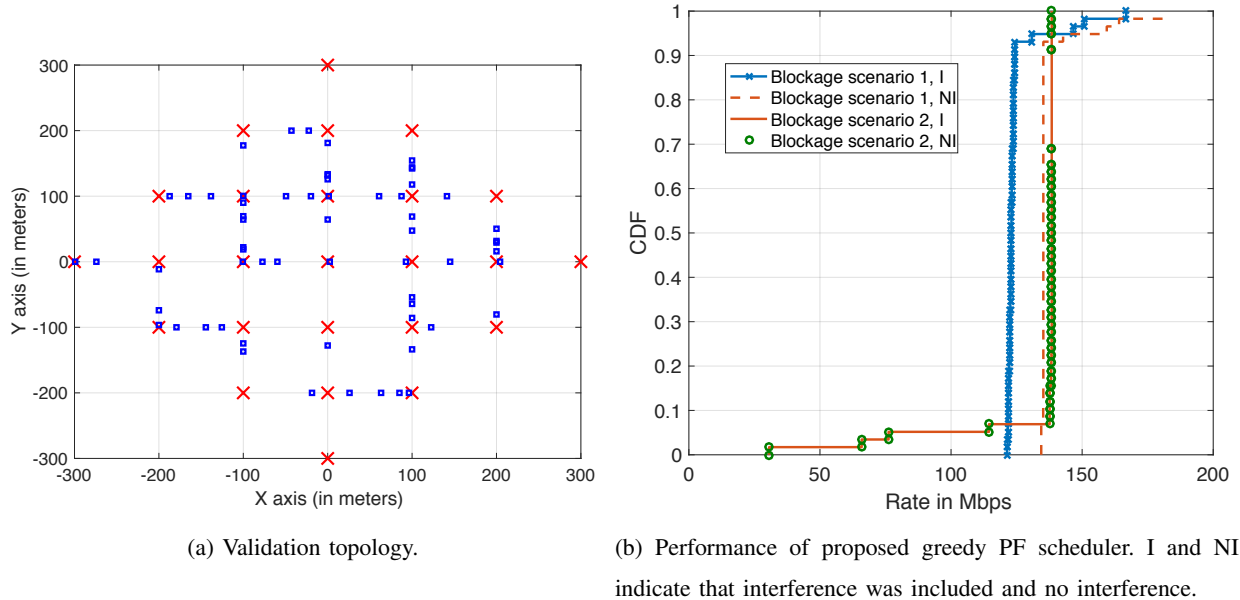 300
200
100
0
-100
-200
-300
-300
-200
-100
0
100
200
300
Y axis (in meters)
X axis (in meters)
(a) Validation topology.
1
0.9
0.8
0.7
0.6
0.5
0.4
0.3
0.2
0.1
0
0
50
100
150
200
CDF
Rate in Mbps
Blockage scenario 1, I
Blockage scenario 1, NI
Blockage scenario 2, I
Blockage scenario 2, NI
(b) Performance of proposed greedy PF scheduler. I and NI
indicate that interference was included and no interference.